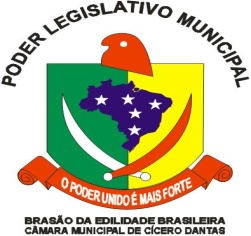 PODER LEGISLATIVO MUNICIPAL
O PODER UNIDO É MAIS FORTE
BRASÃO DA EDILIDADE BRASILEIRA
CÂMARA MUNICIPAL DE CÍCERO DANTAS